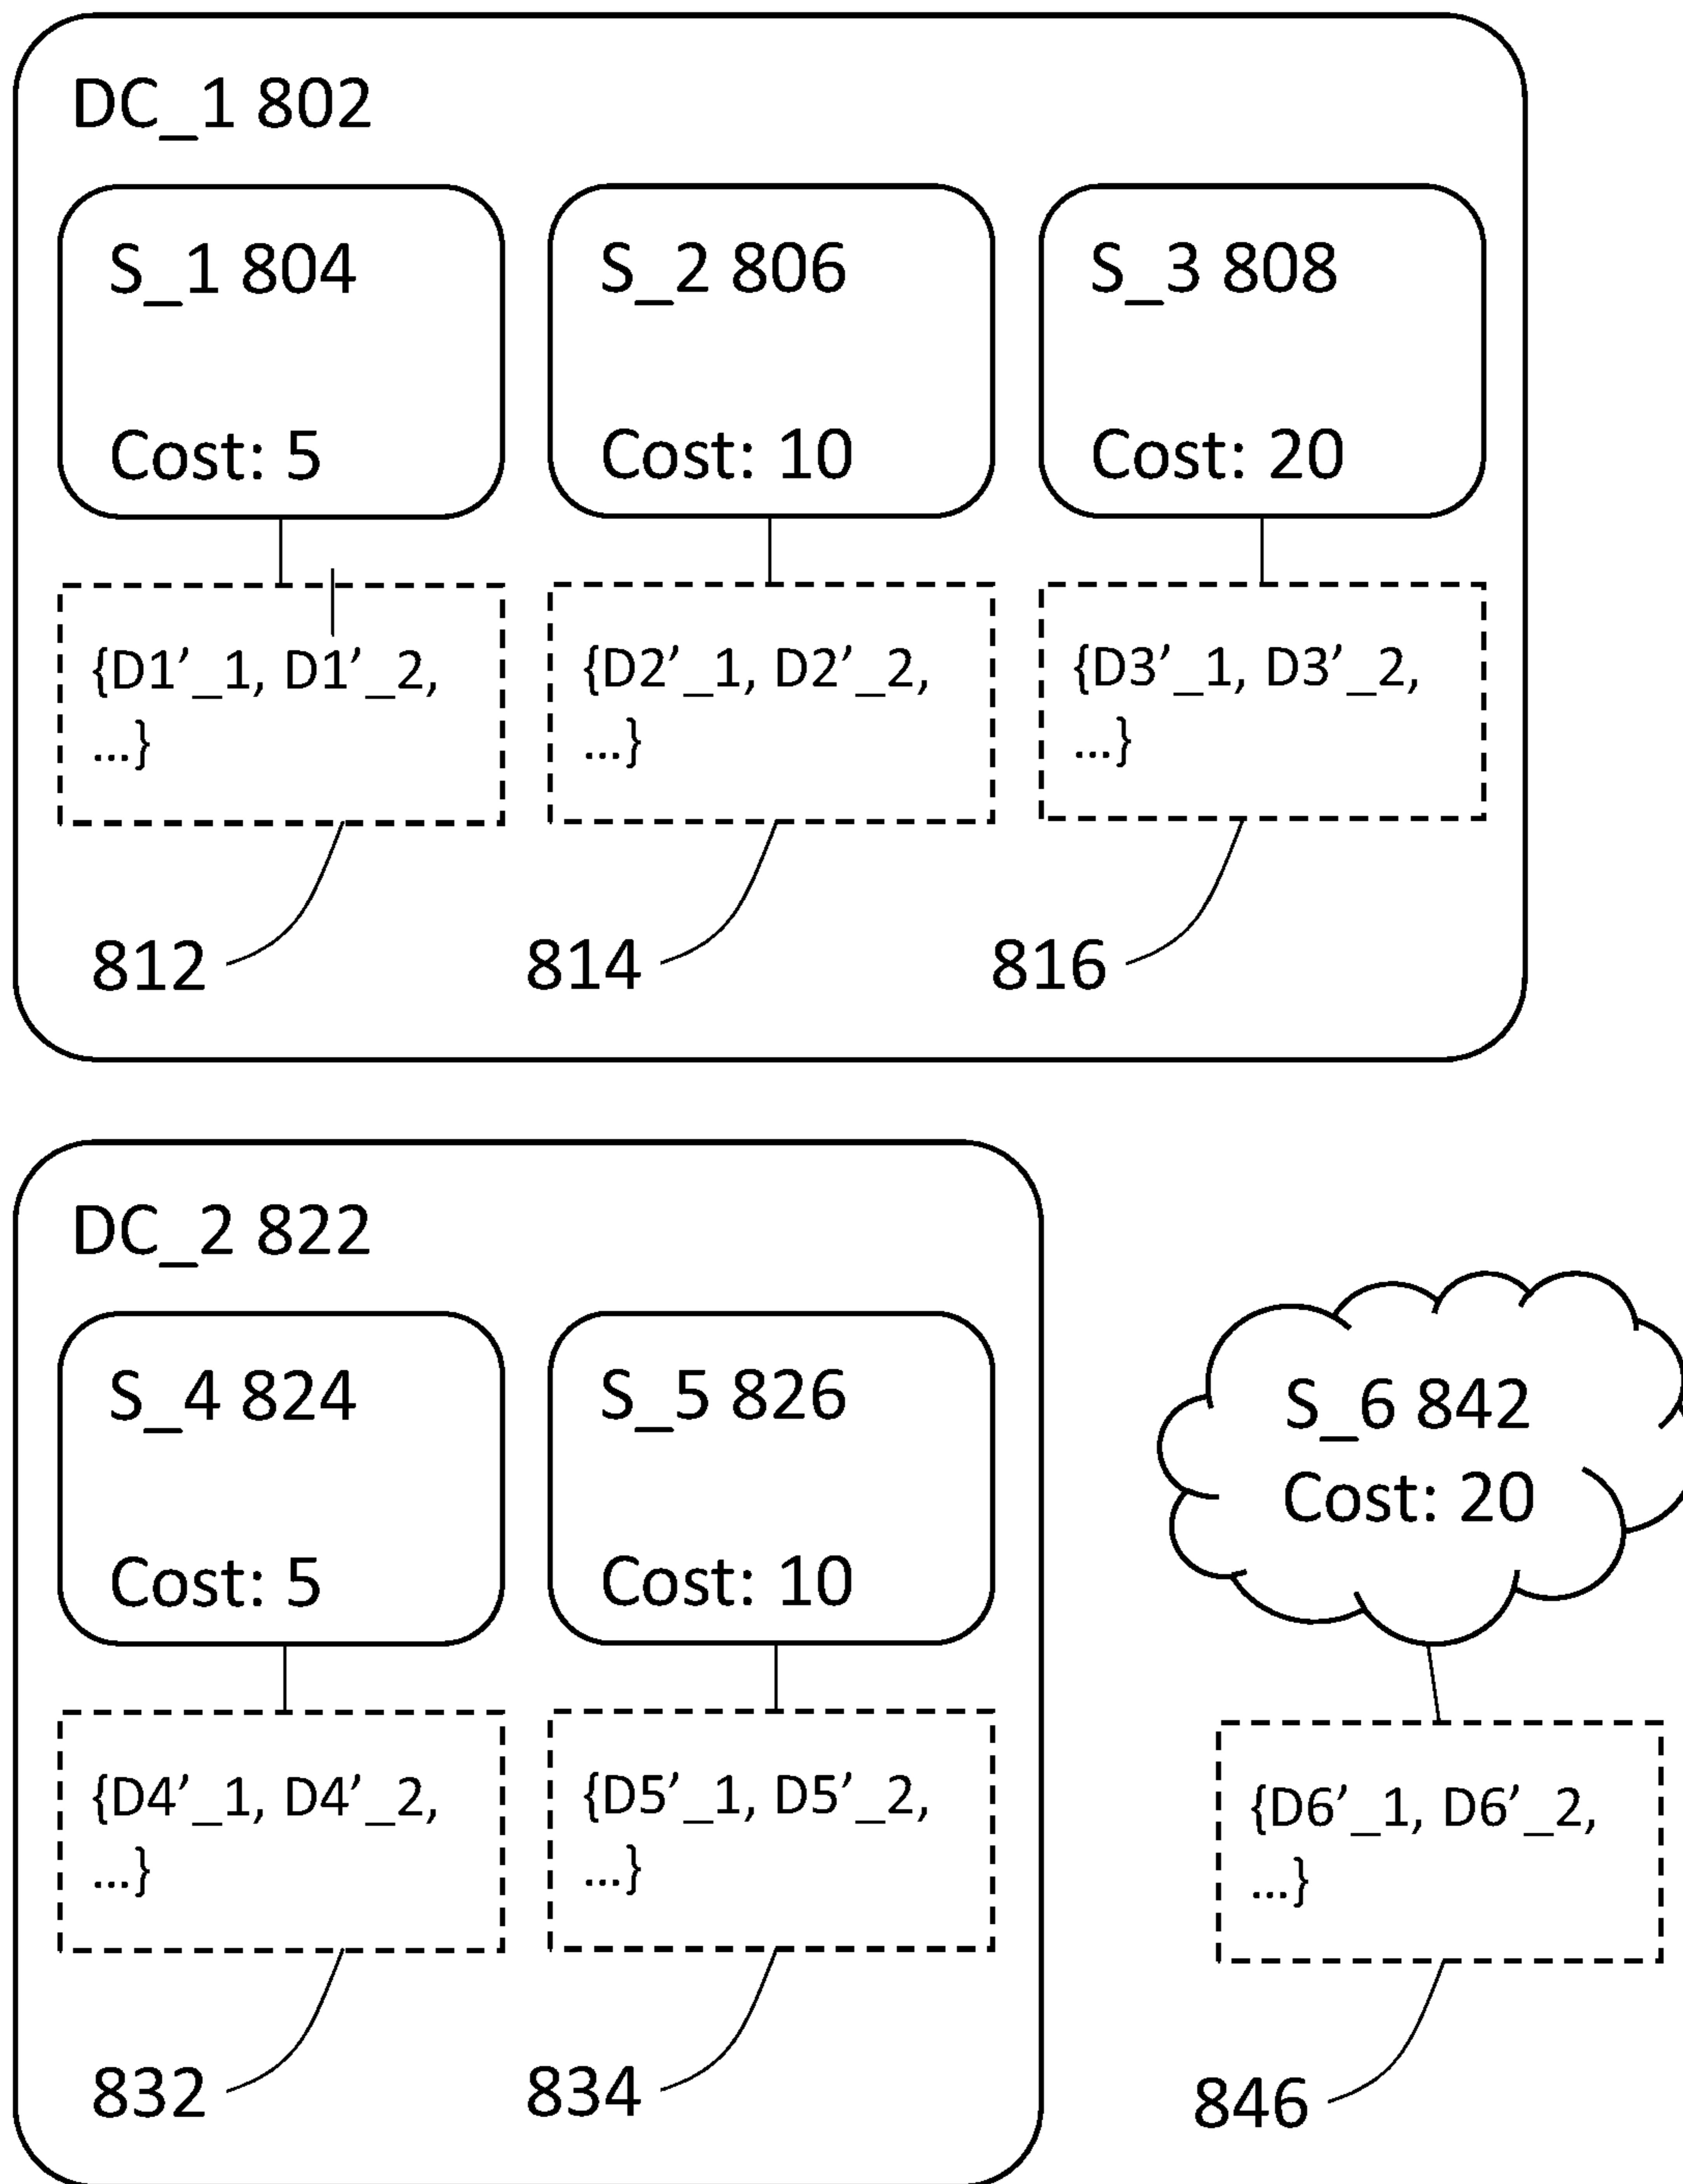 DC_1 802
S_1 804
Cost: 5
S_2 806
Cost: 10
S_3 808
Cost: 20
{D1’_1, D1’_2,
...}
{D2’_1, D2’_2,
...}
{D3’_1, D3’_2,
...}
812
814
816
DC_2 822
S_4 824
Cost: 5
S_5 826
Cost: 10
S_6 842
Cost: 20
{D4’_1, D4’_2,
...}
{D5’_1, D5’_2,
...}
{D6’_1, D6’_2,
...}
832
834
846